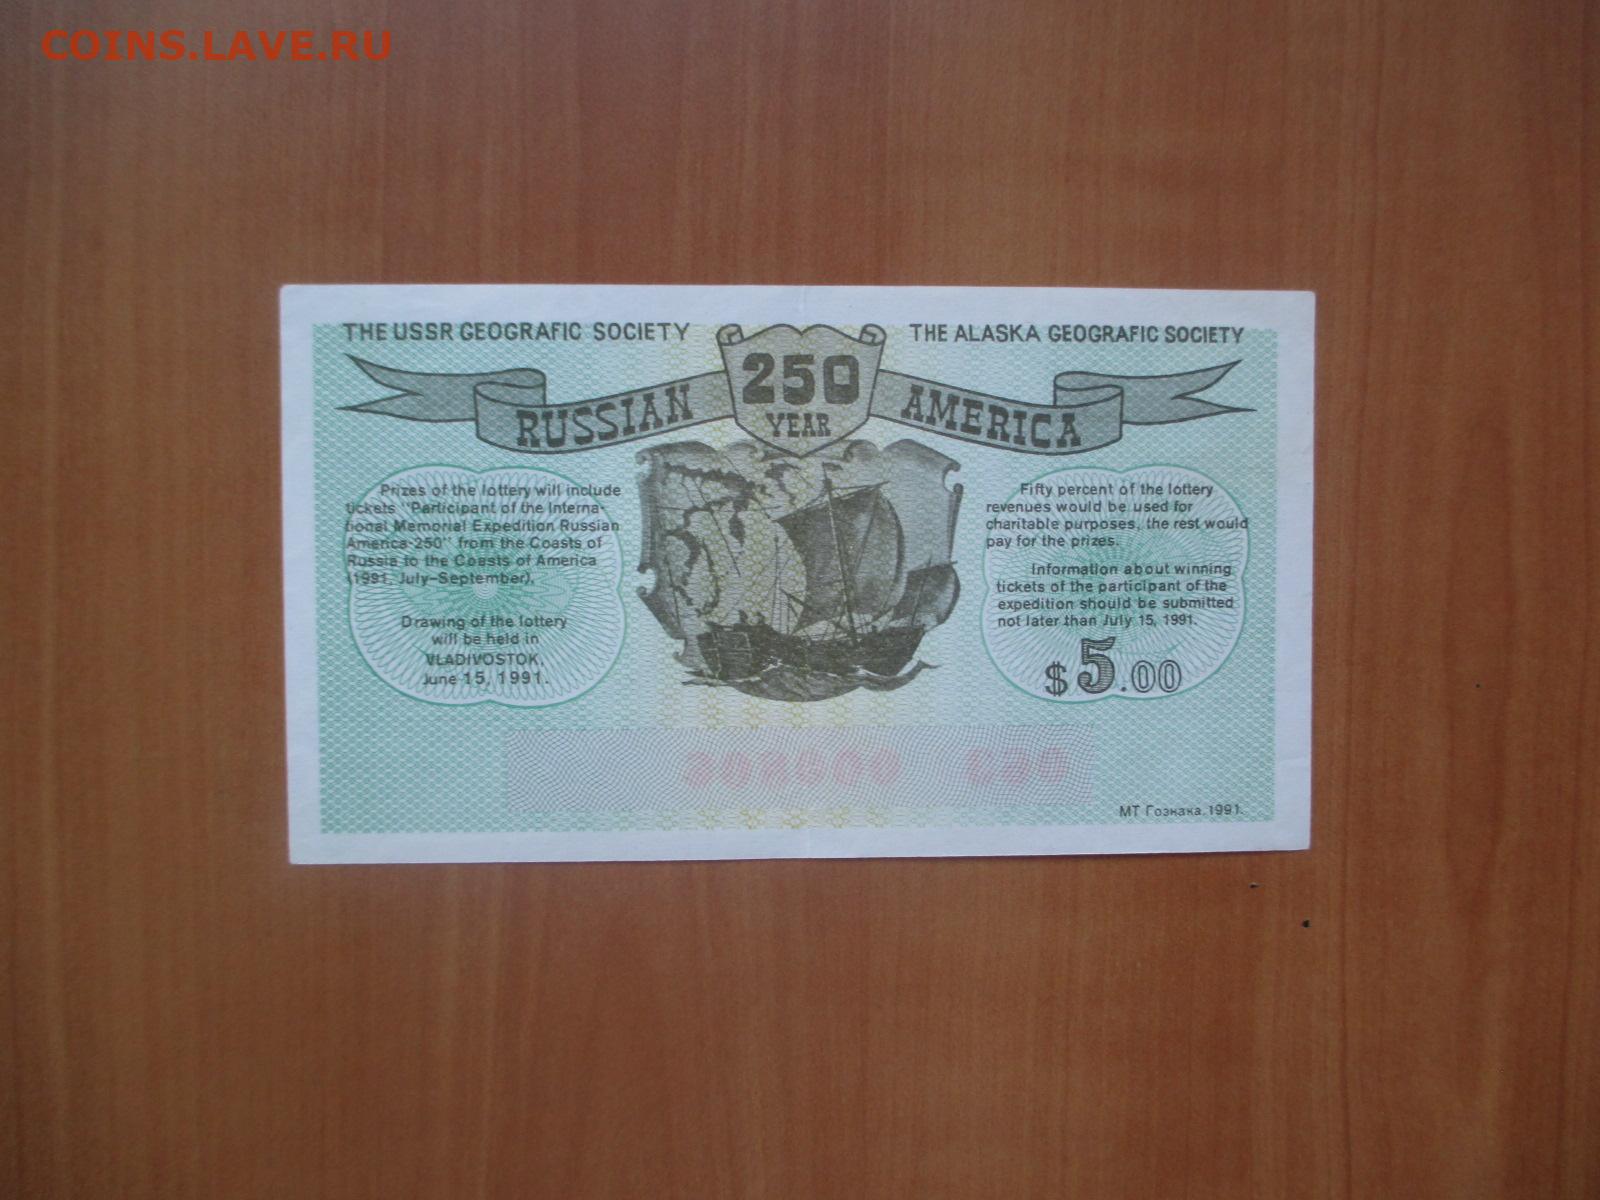 COINS.LAVE.RU
THE USSR GEOGRAFIC SOCIETY
THE ALASKA GEOGRAFIC SOCIETY
RUSSIAN
250
YEAR
AMERICA
Prizes of the lottery will include
tickets "Participant of the Interna-
tional Memorial Expedition Russian
America-250" from the Coasts of
Russia to the Coasts of America
(1991, July–September).
Drawing of the lottery
will be held in
VLADIVOSTOK,
June 15, 1991.
Fifty percent of the lottery
revenues would be used for
charitable purposes, the rest would
pay for the prizes.
Information about winning
tickets of the participant of the
expedition should be submitted
not later than July 15, 1991.
$5.00
МТ Гознака. 1991.